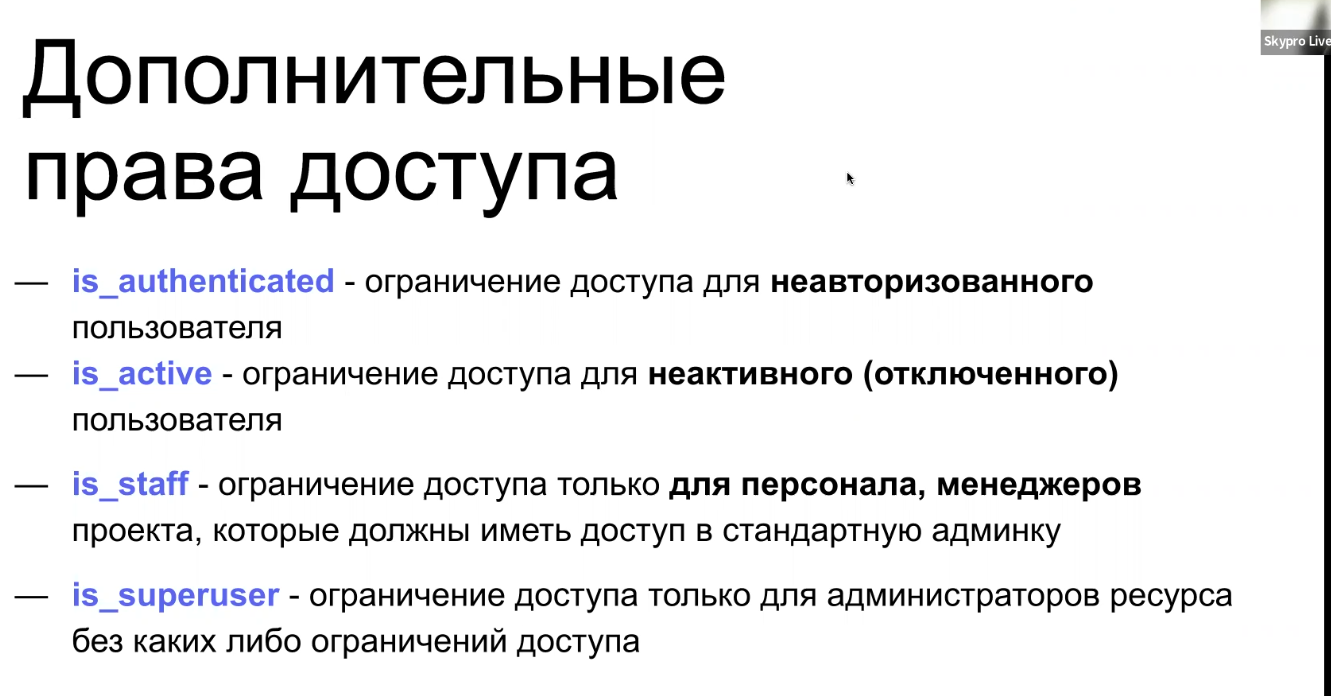 Skypro Live
Дополнительные
права доступа
— is_authenticated - ограничение доступа для неавторизованного
пользователя
— is_active - ограничение доступа для неактивного (отключенного)
пользователя
— is_staff - ограничение доступа только для персонала, менеджеров
проекта, которые должны иметь доступ в стандартную админку
— is_superuser - ограничение доступа только для администраторов ресурса
без каких либо ограничений доступа